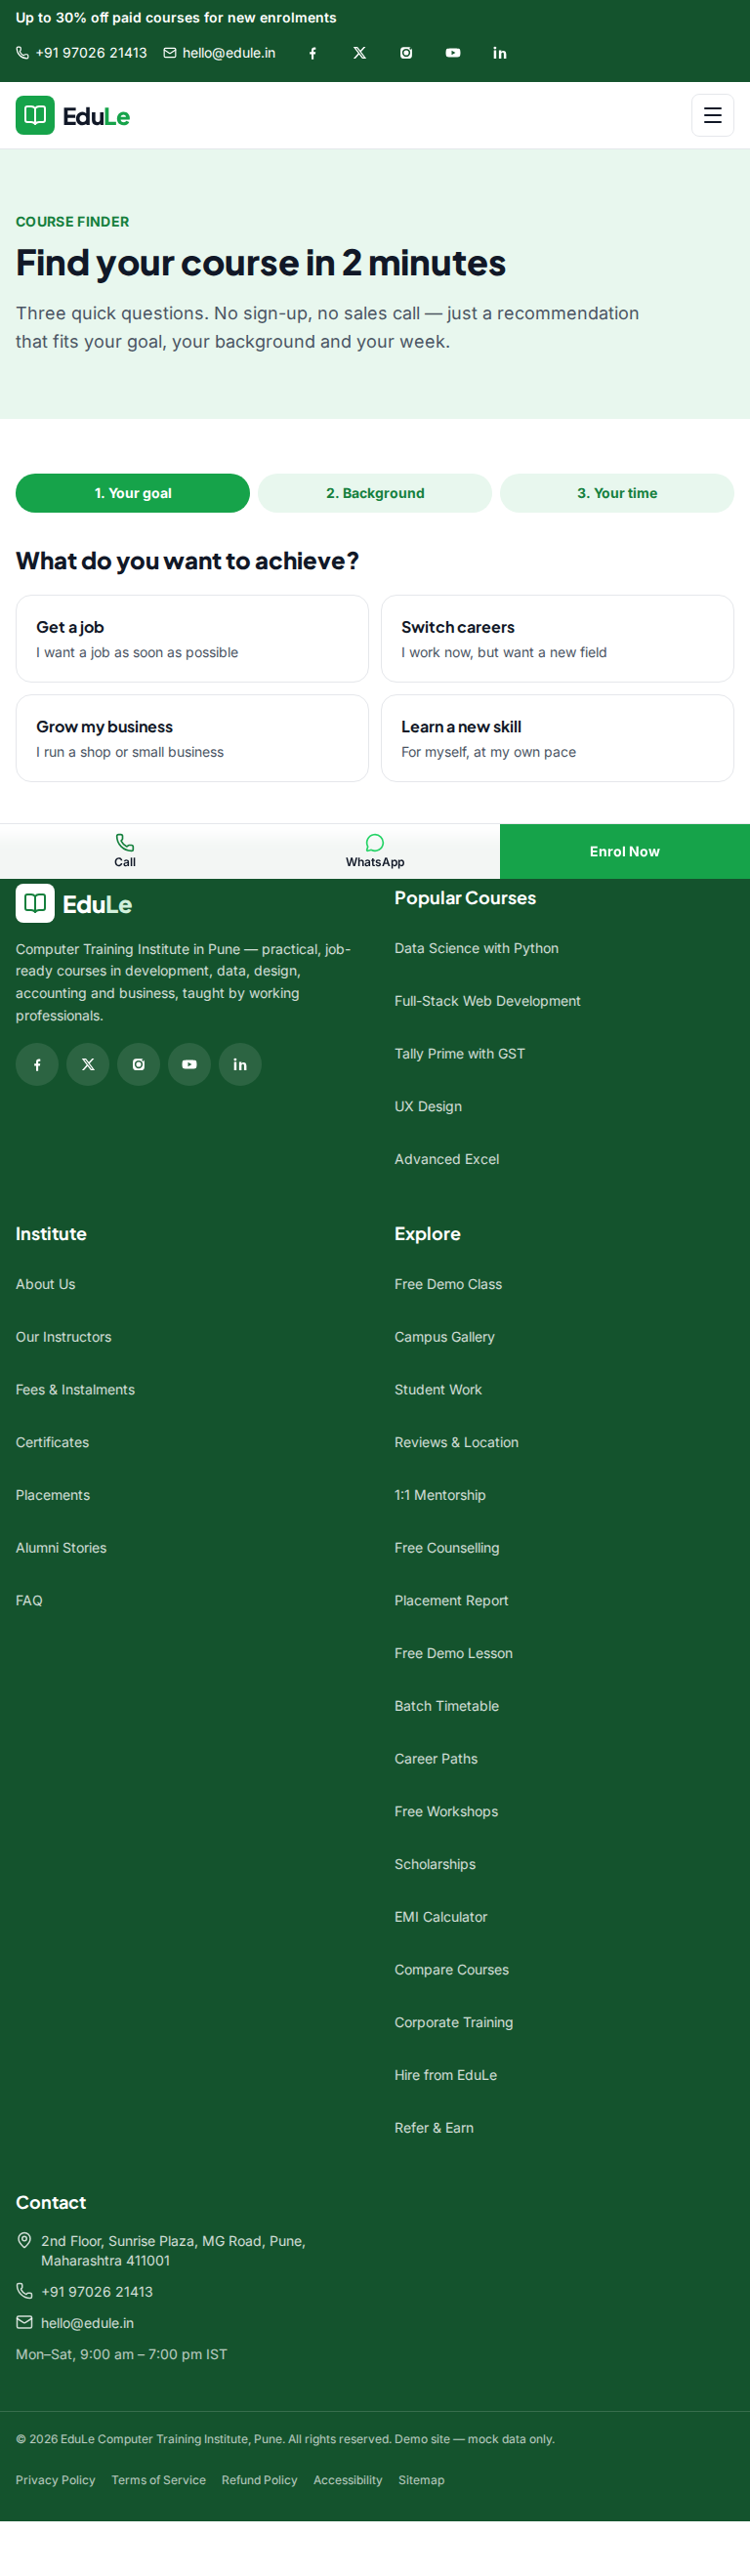 Up to 30% off paid courses for new enrolments
+91 97026 21413 hello@edule.in
EduLe
COURSE FINDER
Find your course in 2 minutes
Three quick questions. No sign-up, no sales call — just a recommendation
that fits your goal, your background and your week.
1. Your goal
2. Background
3. Your time
What do you want to achieve?
Get a job
I want a job as soon as possible
Switch careers
I work now, but want a new field
Grow my business
I run a shop or small business
Learn a new skill
For myself, at my own pace
Call
WhatsApp
Enrol Now
EduLe
Computer Training Institute in Pune — practical, job-
ready courses in development, data, design,
accounting and business, taught by working
professionals.
Popular Courses
Data Science with Python
Full-Stack Web Development
Tally Prime with GST
UX Design
Advanced Excel
Institute
About Us
Our Instructors
Fees & Instalments
Certificates
Placements
Alumni Stories
FAQ
Explore
Free Demo Class
Campus Gallery
Student Work
Reviews & Location
1:1 Mentorship
Free Counselling
Placement Report
Free Demo Lesson
Batch Timetable
Career Paths
Free Workshops
Scholarships
EMI Calculator
Compare Courses
Corporate Training
Hire from EduLe
Refer & Earn
Contact
2nd Floor, Sunrise Plaza, MG Road, Pune,
Maharashtra 411001
+91 97026 21413
hello@edule.in
Mon–Sat, 9:00 am – 7:00 pm IST
© 2026 EduLe Computer Training Institute, Pune. All rights reserved. Demo site — mock data only.
Privacy Policy Terms of Service Refund Policy Accessibility Sitemap